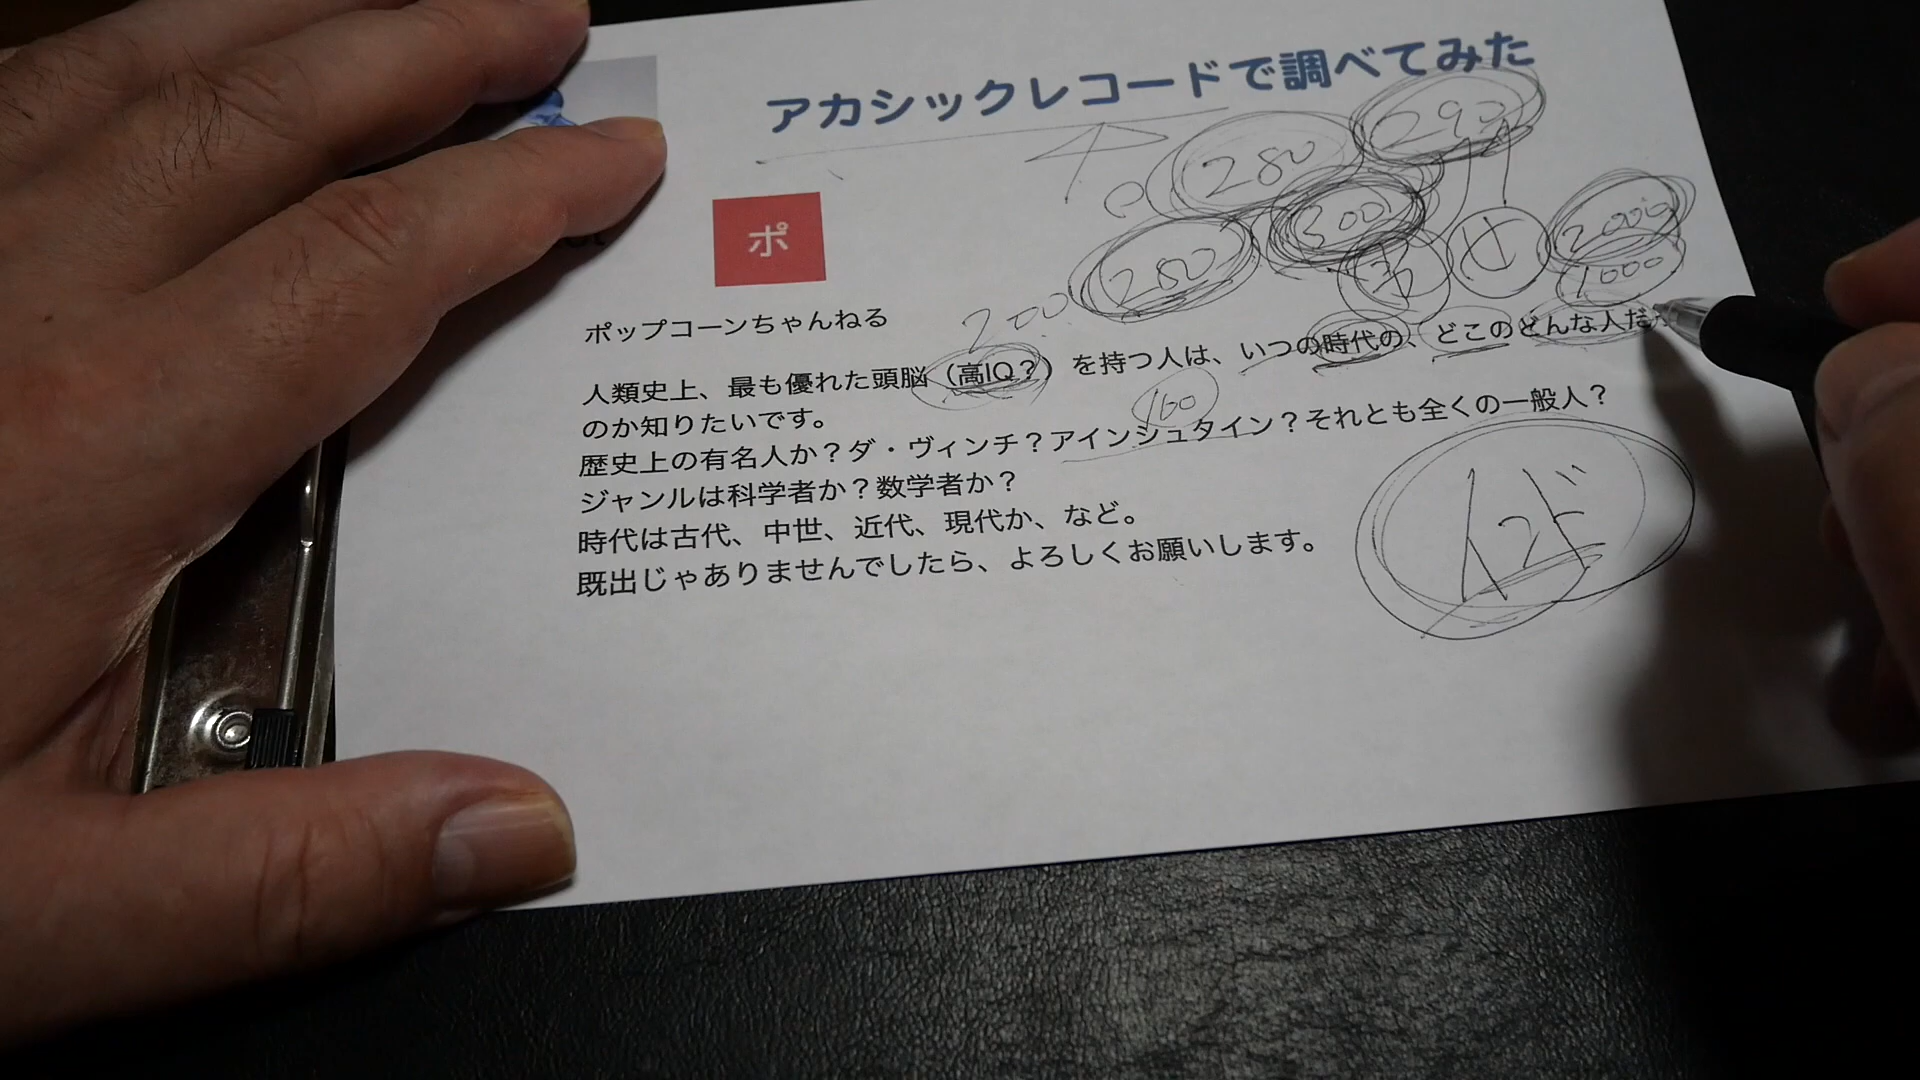 アカシックレコードで調べてみた
290
280
300
280
2000
1000
200
ポ
ポップコーンちゃんねる
人類史上、最も優れた頭脳（高IQ？）を持つ人は、いつの時代の、どこのどんな人だ
のか知りたいです。
160
歴史上の有名人か？ダ・ヴィンチ？アインシュタイン？それとも全くの一般人？
ジャンルは科学者か？数学者か？
時代は古代、中世、近代、現代か、など。
既出じゃありませんでしたら、よろしくお願いします。
インド